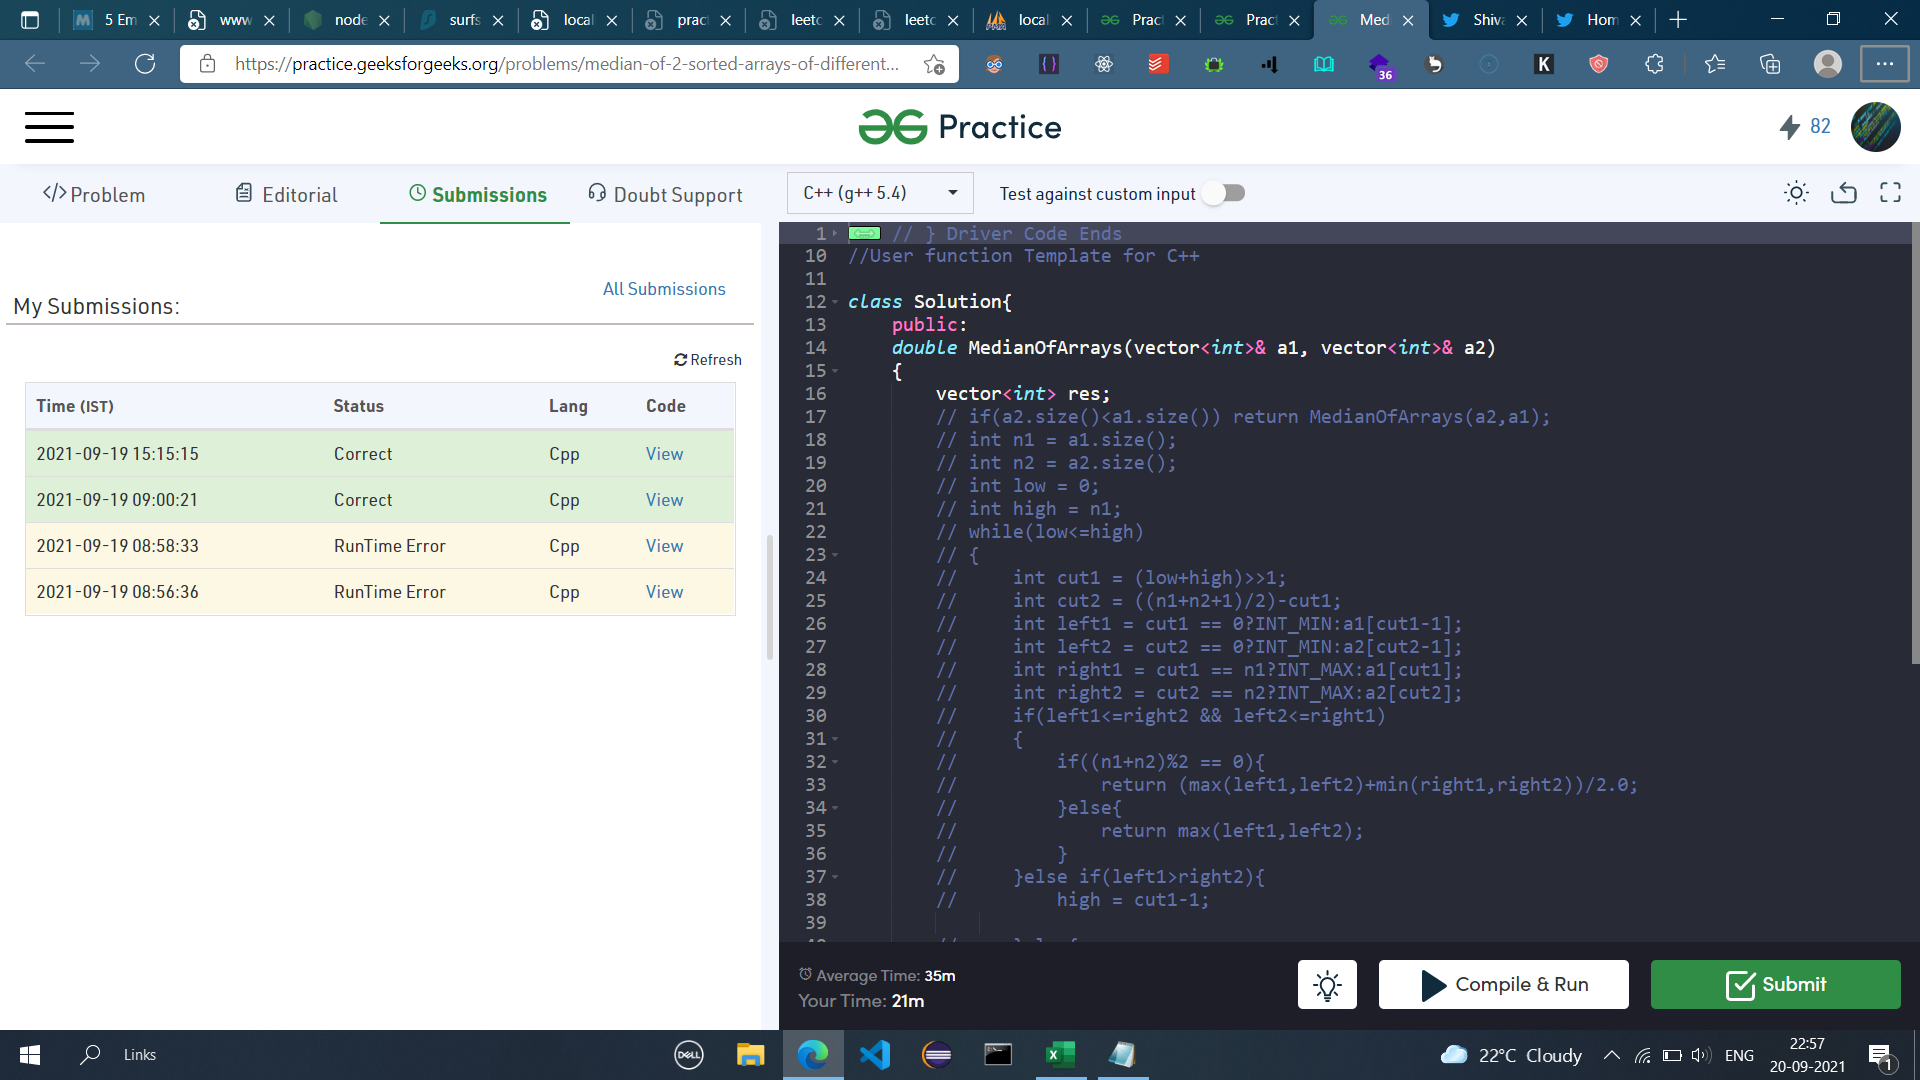 5 Em
www
node
surfs
local
pract
leetc
leetc
local
Pract
Pract
Med
Shiva
Hom
https://practice.geeksforgeeks.org/problems/median-of-2-sorted-arrays-of-different...
36
K
Practice
82
</> Problem
Editorial
Submissions
Doubt Support
C++ (g++ 5.4)
Test against custom input
My Submissions:
All Submissions
Refresh
Time (IST) Status Lang Code
2021-09-19 15:15:15 Correct Cpp View
2021-09-19 09:00:21 Correct Cpp View
2021-09-19 08:58:33 RunTime Error Cpp View
2021-09-19 08:56:36 RunTime Error Cpp View
1 // } Driver Code Ends
10 //User function Template for C++
11
12 class Solution{
13 public:
14 double MedianOfArrays(vector<int>& a1, vector<int>& a2)
15 {
16 vector<int> res;
17 // if(a2.size()<a1.size()) return MedianOfArrays(a2,a1);
18 // int n1 = a1.size();
19 // int n2 = a2.size();
20 // int low = 0;
21 // int high = n1;
22 // while(low<=high)
23 // {
24 // int cut1 = (low+high)>>1;
25 // int cut2 = ((n1+n2+1)/2)-cut1;
26 // int left1 = cut1 == 0?INT_MIN:a1[cut1-1];
27 // int left2 = cut2 == 0?INT_MIN:a2[cut2-1];
28 // int right1 = cut1 == n1?INT_MAX:a1[cut1];
29 // int right2 = cut2 == n2?INT_MAX:a2[cut2];
30 // if(left1<=right2 && left2<=right1)
31 // {
32 // if((n1+n2)%2 == 0){
33 // return (max(left1,left2)+min(right1,right2))/2.0;
34 // }else{
35 // return max(left1,left2);
36 // }
37 // }else if(left1>right2){
38 // high = cut1-1;
39
Average Time: 35m
Your Time: 21m
Compile & Run
Submit
Links
DELL
22°C Cloudy
ENG
22:57
20-09-2021
1